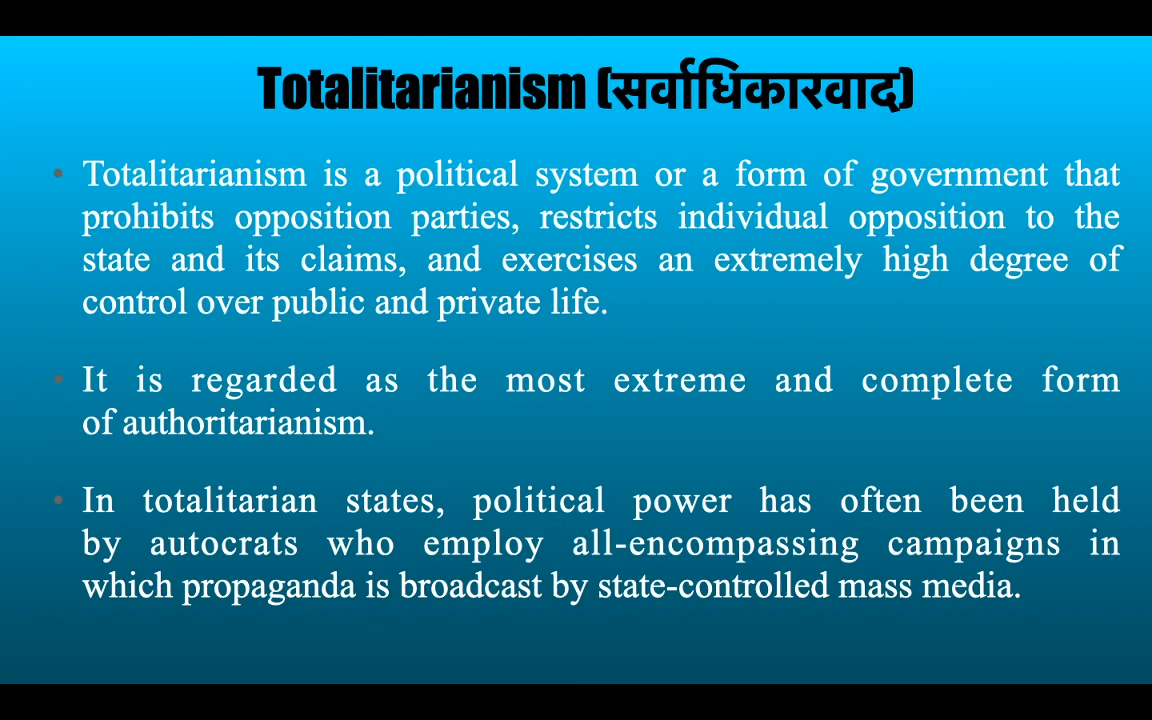 Totalitarianism (सर्वाधिकारवाद)
• Totalitarianism is a political system or a form of government that
prohibits opposition parties, restricts individual opposition to the
state and its claims, and exercises an extremely high degree of
control over public and private life.
• It is regarded as the most extreme and complete form
of authoritarianism.
• In totalitarian states, political power has often been held
by autocrats who employ all-encompassing campaigns in
which propaganda is broadcast by state-controlled mass media.